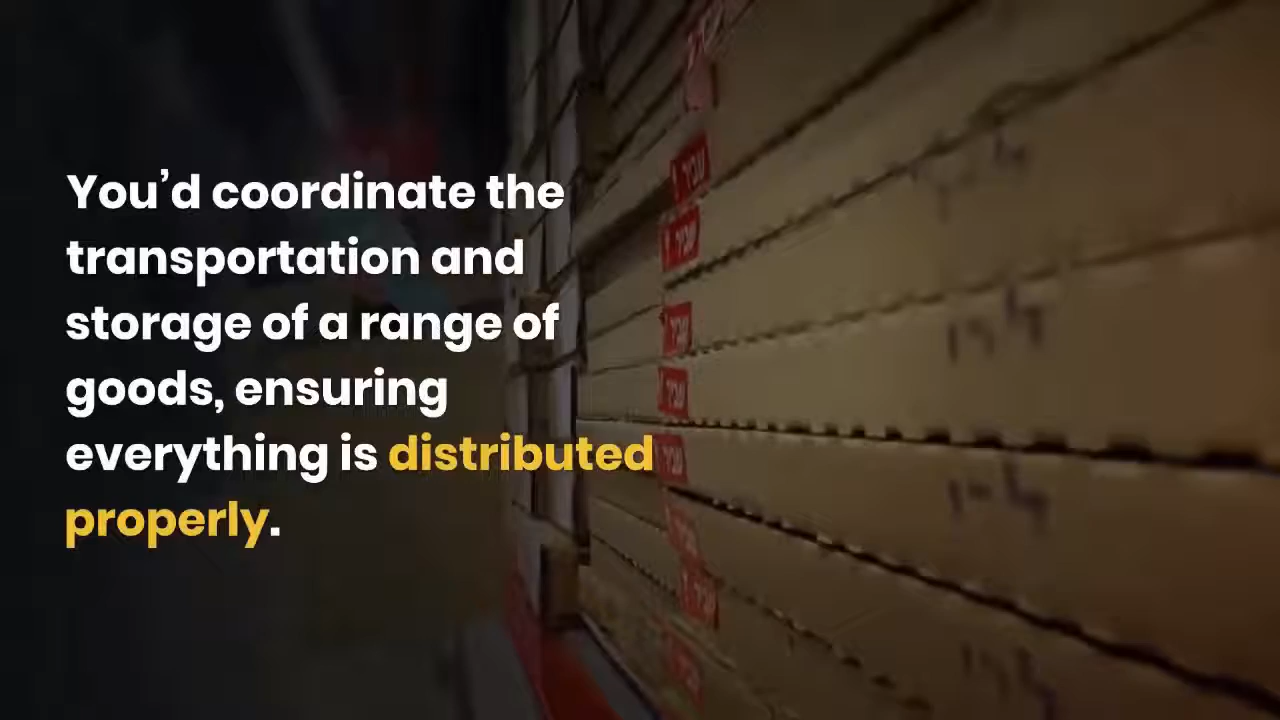 You’d coordinate the
transportation and
storage of a range of
goods, ensuring
everything is distributed
properly.